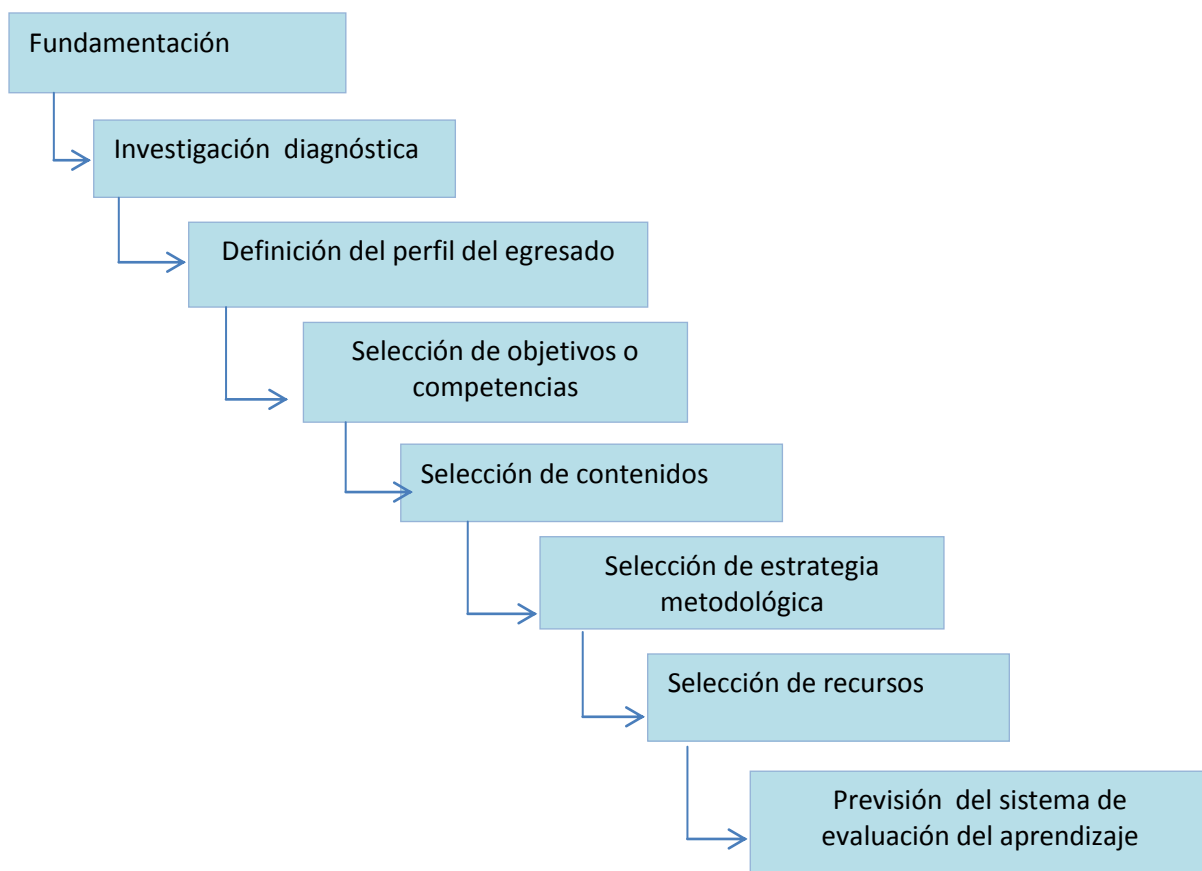 Fundamentación
Investigación diagnóstica
Definición del perfil del egresado
Selección de objetivos o
competencias
Selección de contenidos
Selección de estrategia
metodológica
Selección de recursos
Previsión del sistema de
evaluación del aprendizaje